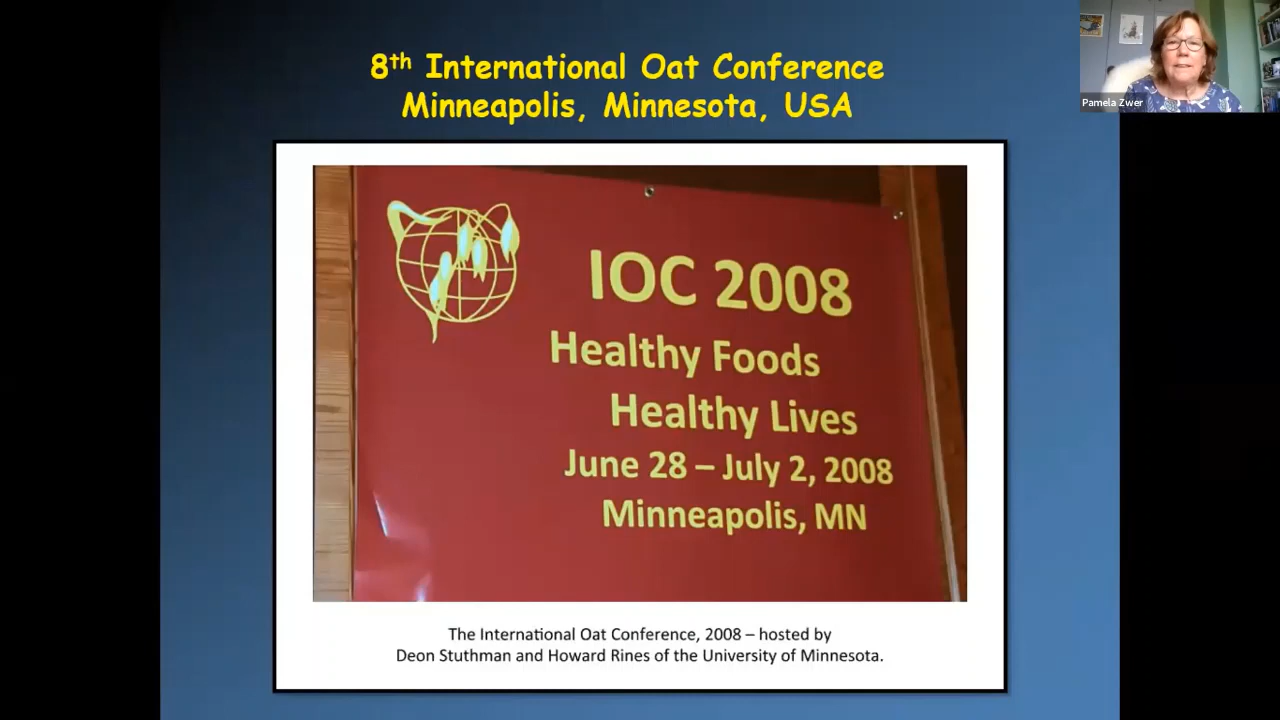 8th International Oat Conference
Minneapolis, Minnesota, USA
Pamela Zwer
IOC 2008
Healthy Foods
Healthy Lives
June 28 – July 2, 2008
Minneapolis, MN
The International Oat Conference, 2008 – hosted by
Deon Stuthman and Howard Rines of the University of Minnesota.